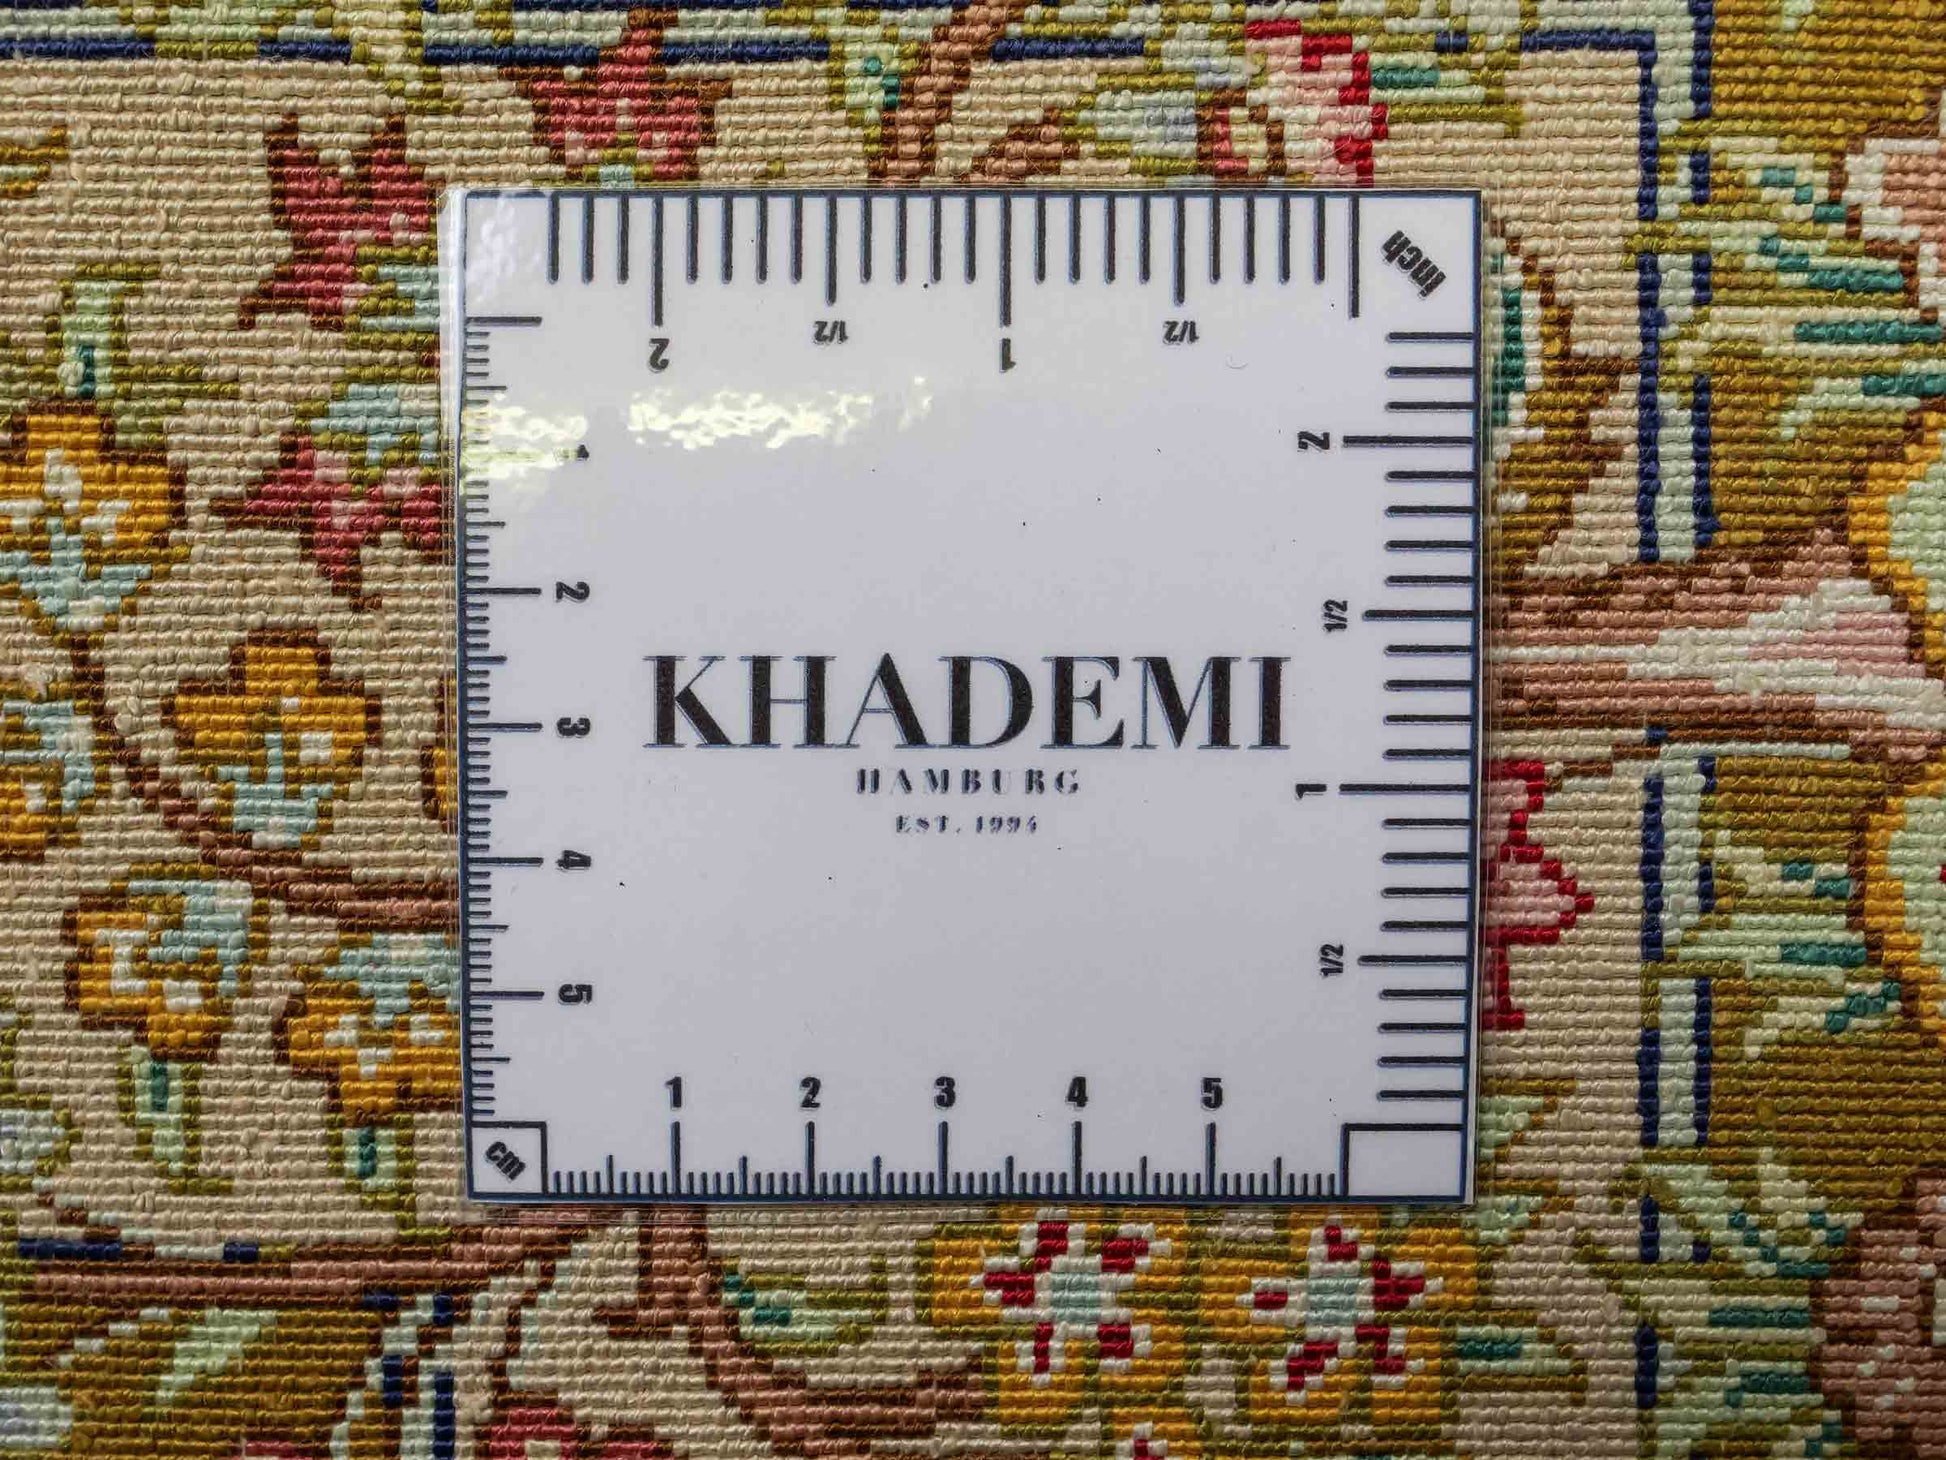 inch
2 1/2 1 1/2
1
2
3
4
5
2
1/2
1
1/2
KHADEMI
HAMBURG
EST. 1994
1 2 3 4 5
cm